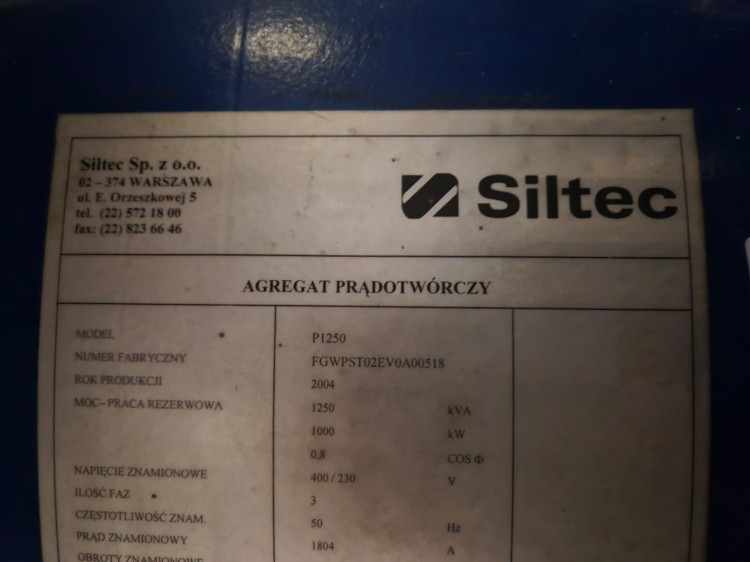 Siltec Sp. z o.o.
02 – 374 WARSZAWA
ul. E. Orzeszkowej 5
tel. (22) 572 18 00
fax: (22) 823 66 46
Siltec
AGREGAT PRĄDOTWÓRCZY
MODEL P1250
NUMER FABRYCZNY FGWPST02EV0A00518
ROK PRODUKCJI 2004
MOC– PRACA REZERWOWA 1250 kVA
1000 kW
0,8 COS Φ
NAPIĘCIE ZNAMIONOWE 400 / 230 V
ILOŚĆ FAZ 3
CZĘSTOTLIWOŚĆ ZNAM. 50 Hz
PRĄD ZNAMIONOWY 1804 A
OBROTY ZNAMIONOWE